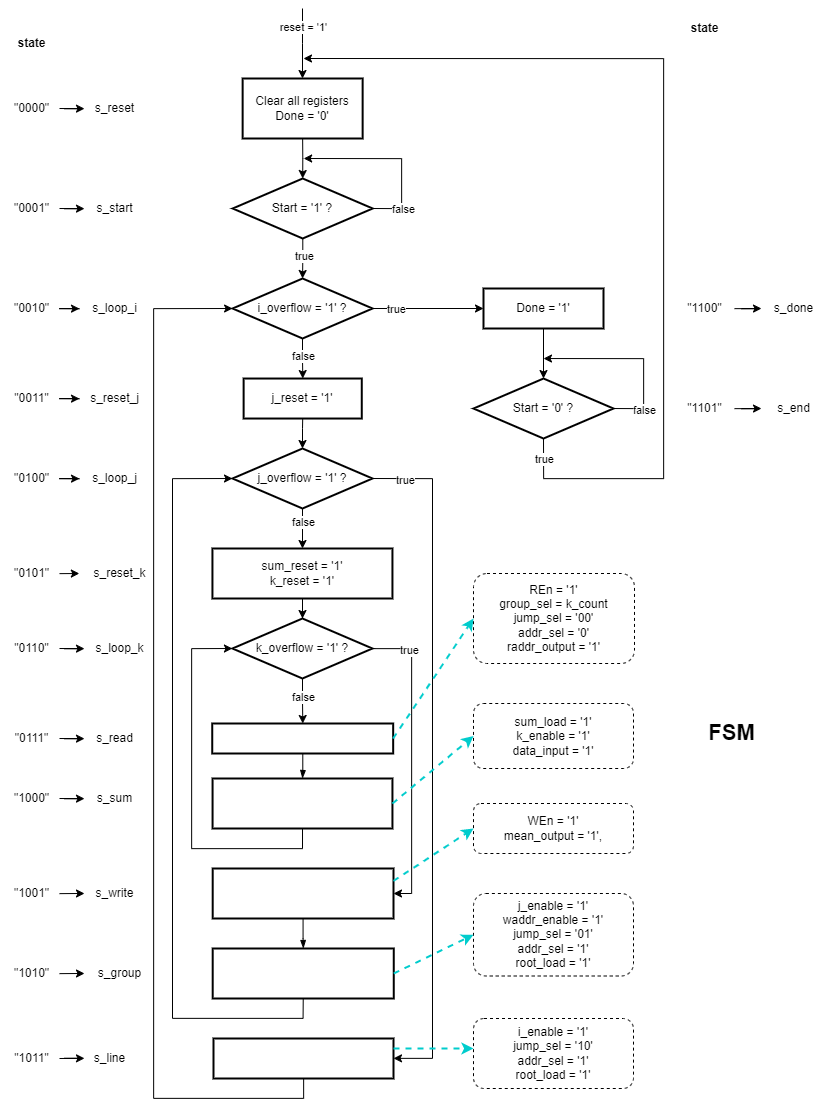 reset = '1'
state
state
"0000"
s_reset
Clear all registers
Done = '0'
"0001"
s_start
Start = '1' ?
false
true
"0010"
s_loop_i
i_overflow = '1' ?
true
Done = '1'
"1100"
s_done
false
"0011"
s_reset_j
j_reset = '1'
Start = '0' ?
false
"1101"
s_end
true
"0100"
s_loop_j
j_overflow = '1' ?
true
false
"0101"
s_reset_k
sum_reset = '1'
k_reset = '1'
REn = '1'
group_sel = k_count
jump_sel = '00'
addr_sel = '0'
raddr_output = '1'
"0110"
s_loop_k
k_overflow = '1' ?
true
false
"0111"
s_read
sum_load = '1'
k_enable = '1'
data_input = '1'
FSM
"1000"
s_sum
WEn = '1'
mean_output = '1',
"1001"
s_write
j_enable = '1'
waddr_enable = '1'
jump_sel = '01'
addr_sel = '1'
root_load = '1'
"1010"
s_group
"1011"
s_line
i_enable = '1'
jump_sel = '10'
addr_sel = '1'
root_load = '1'